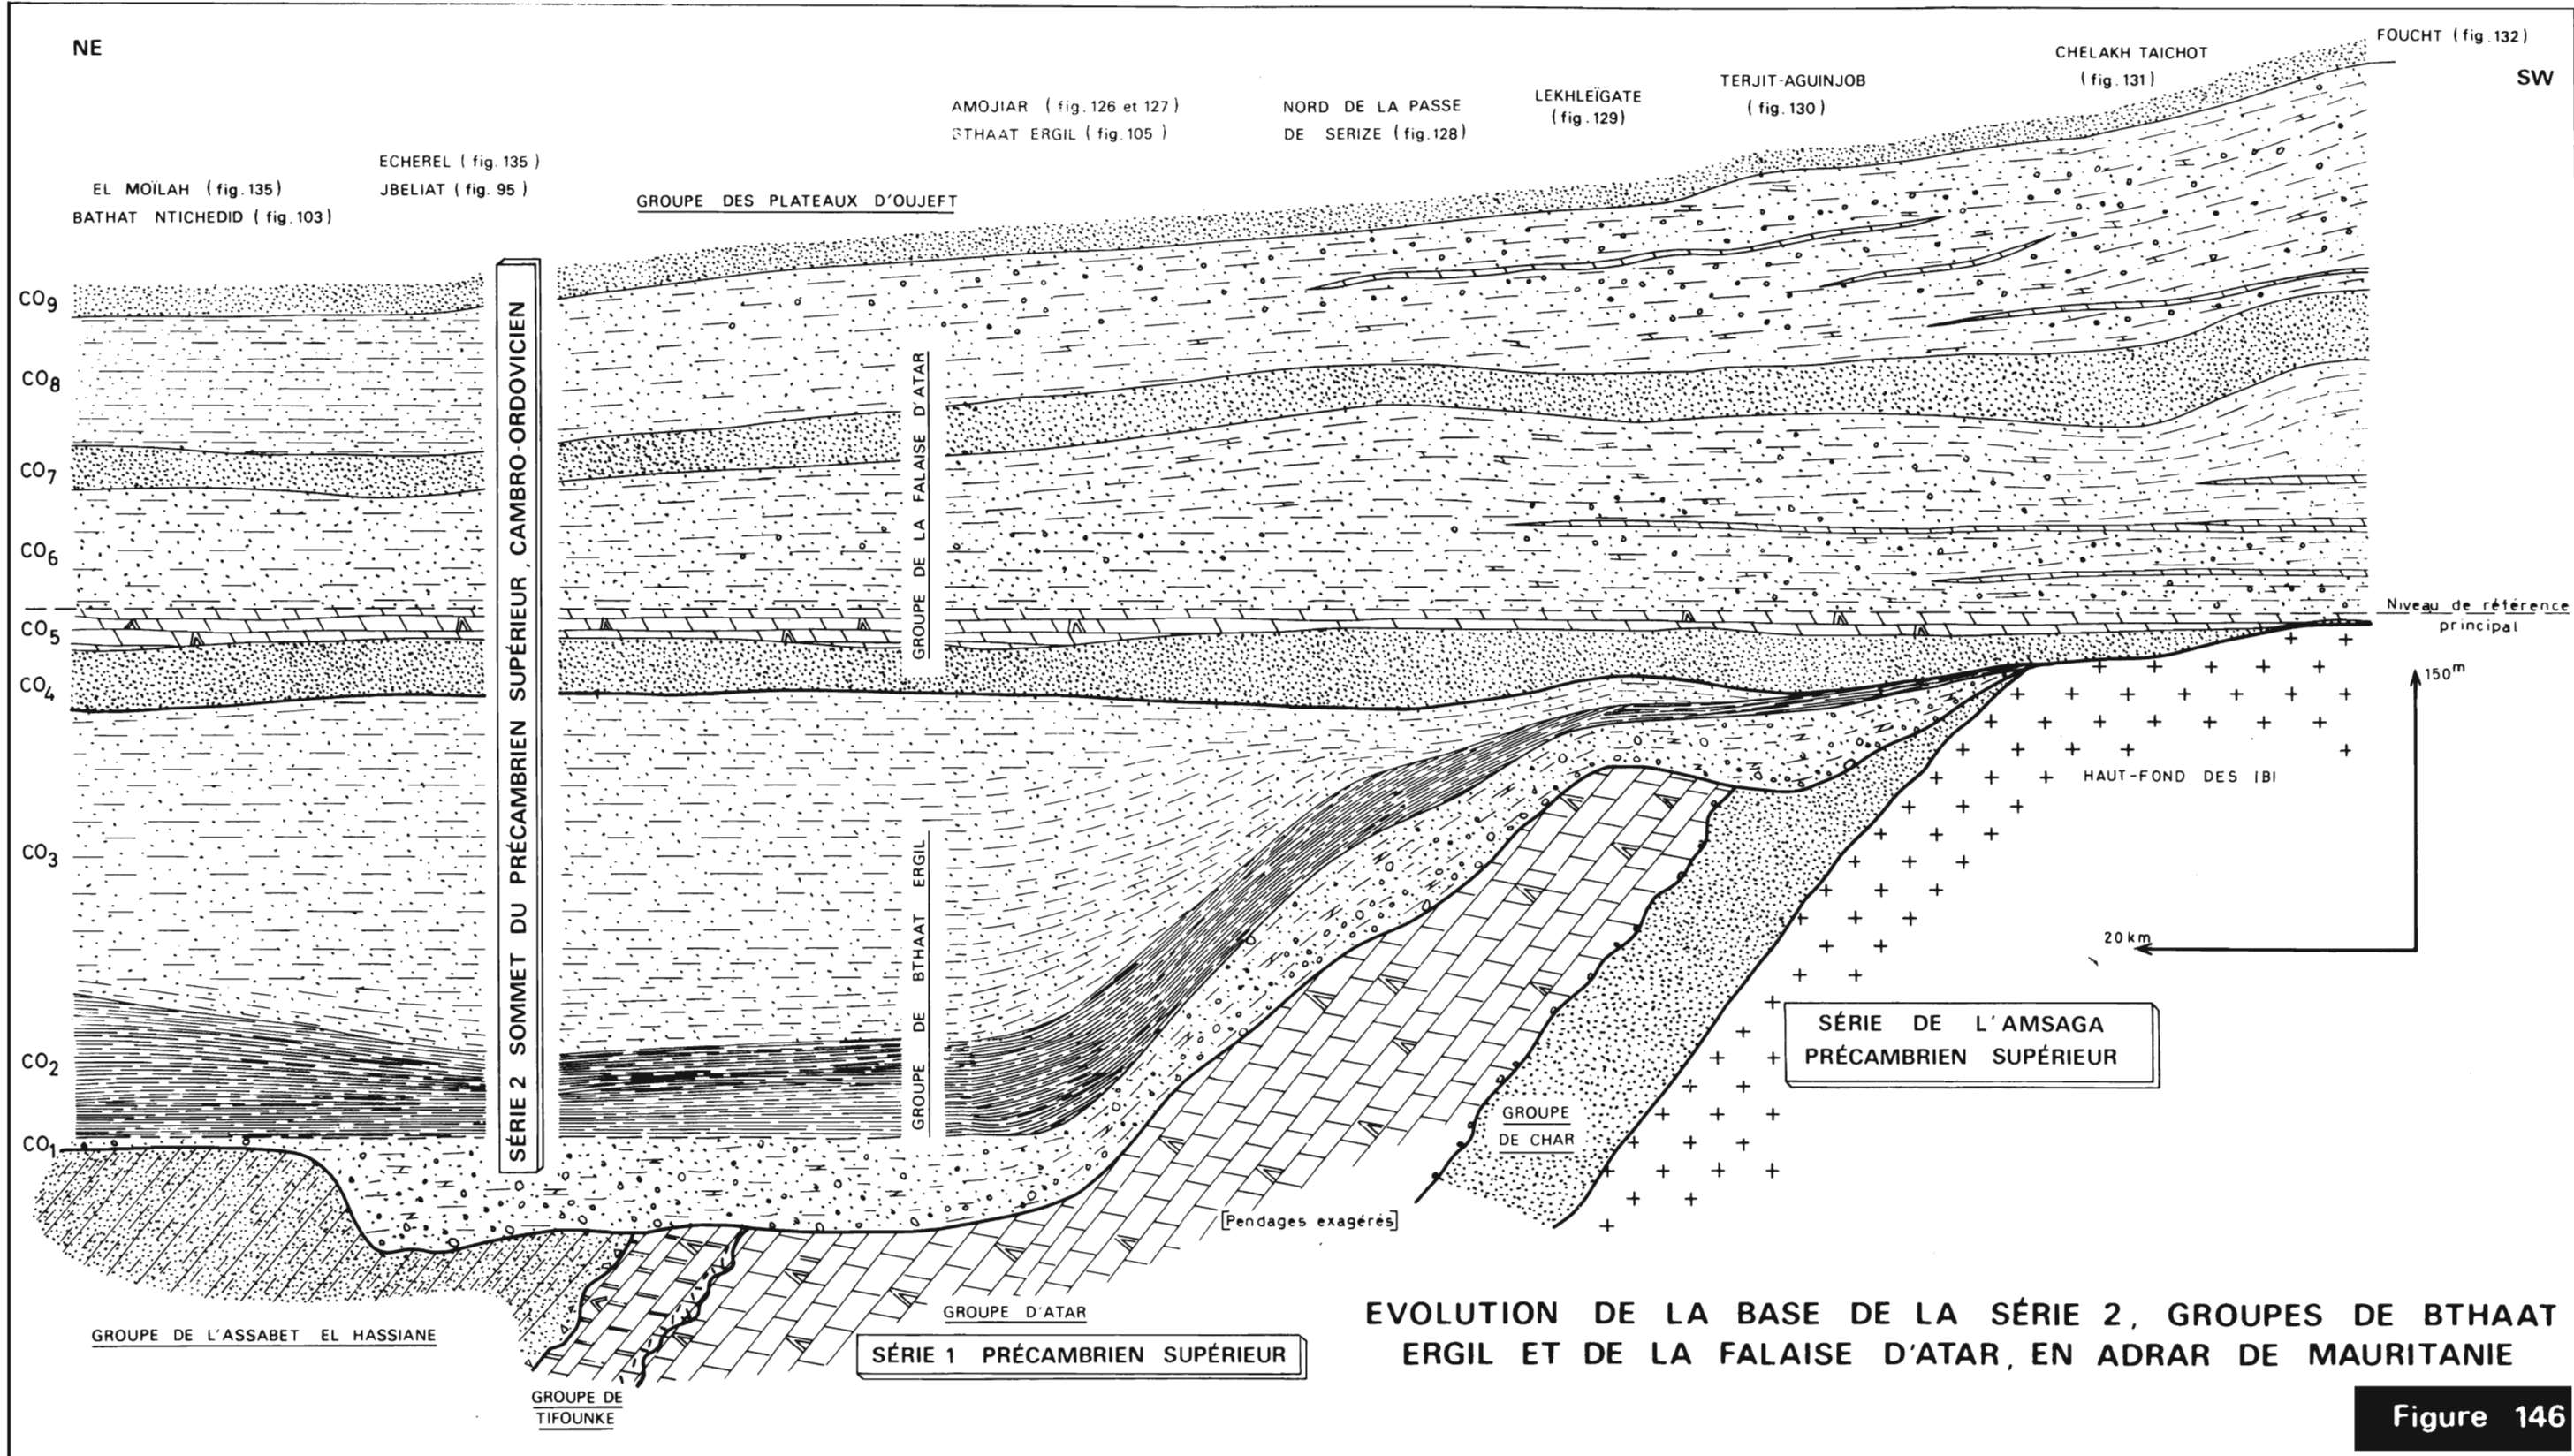 NE
FOUCHT (fig.132)
SW
CHELAKH TAICHOT
(fig.131)
TERJIT-AGUINJOB
(fig.130)
LEKHLEÏGATE
(fig.129)
AMOJIAR (fig.126 et 127)
BTHAAT ERGIL (fig.105)
NORD DE LA PASSE
DE SERIZE (fig.128)
ECHEREL (fig.135)
JBELIAT (fig.95)
EL MOÏLAH (fig.135)
BATHAT NTICHEDID (fig.103)
GROUPE DES PLATEAUX D'OUJEFT
CO9
CO8
CO7
CO6
CO5
CO4
CO3
CO2
CO1
SÉRIE 2 SOMMET DU PRÉCAMBRIEN SUPÉRIEUR, CAMBRO-ORDOVICIEN
GROUPE DE LA FALAISE D'ATAR
GROUPE DE BTHAAT ERGIL
Niveau de référence
principal
150m
20km
HAUT-FOND DES IBI
SÉRIE DE L'AMSAGA
PRÉCAMBRIEN SUPÉRIEUR
GROUPE
DE CHAR
[Pendages exagérés]
GROUPE D'ATAR
SÉRIE 1 PRÉCAMBRIEN SUPÉRIEUR
GROUPE DE L'ASSABET EL HASSIANE
GROUPE DE
TIFOUNKE
EVOLUTION DE LA BASE DE LA SÉRIE 2, GROUPES DE BTHAAT
ERGIL ET DE LA FALAISE D'ATAR, EN ADRAR DE MAURITANIE
Figure 146